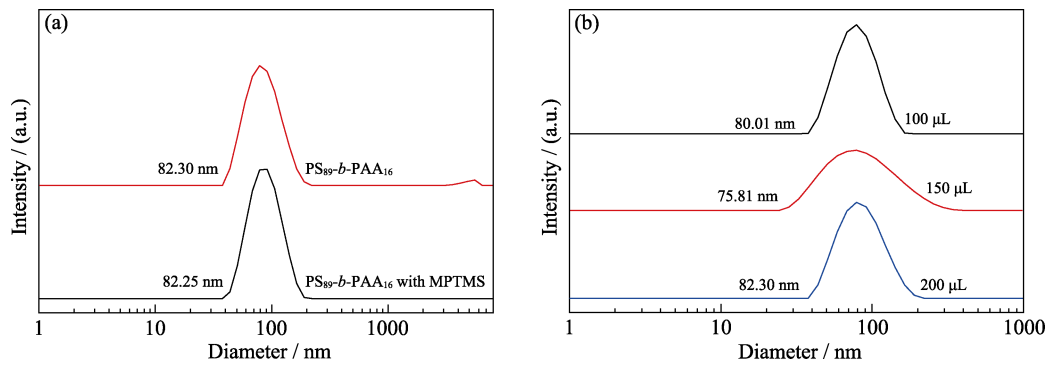 (a)
Intensity / (a.u.)
82.30 nm
PS₈₉-b-PAA₁₆
82.25 nm
PS₈₉-b-PAA₁₆ with MPTMS
1 10 100 1000
Diameter / nm
(b)
Intensity / (a.u.)
80.01 nm
100 μL
75.81 nm
150 μL
82.30 nm
200 μL
1 10 100 1000
Diameter / nm